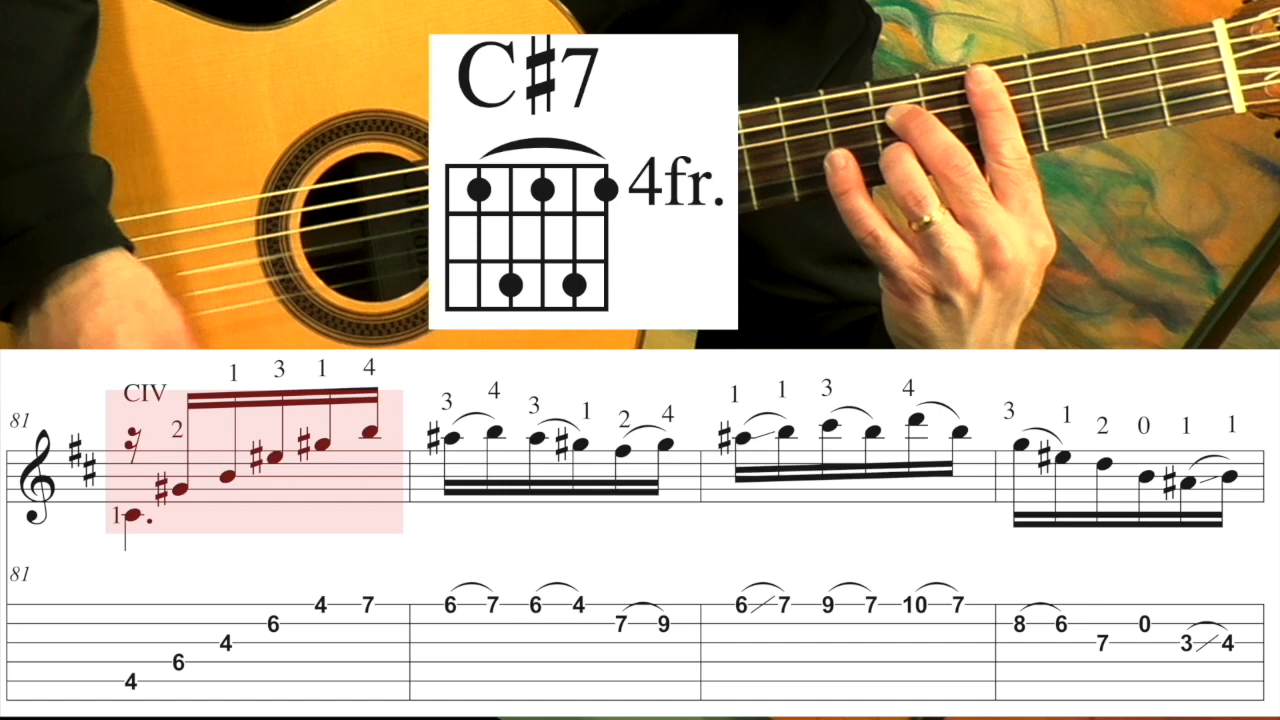 C♯7
4fr.
CIV 1 3 1 4 3 4 3 1 2 4 1 1 3 4 3 1 2 0 1 1
81
2
1
81
4 6 4 6 4 7 6 7 6 4 7 9 6 7 9 7 10 7 8 6 7 0 3 4